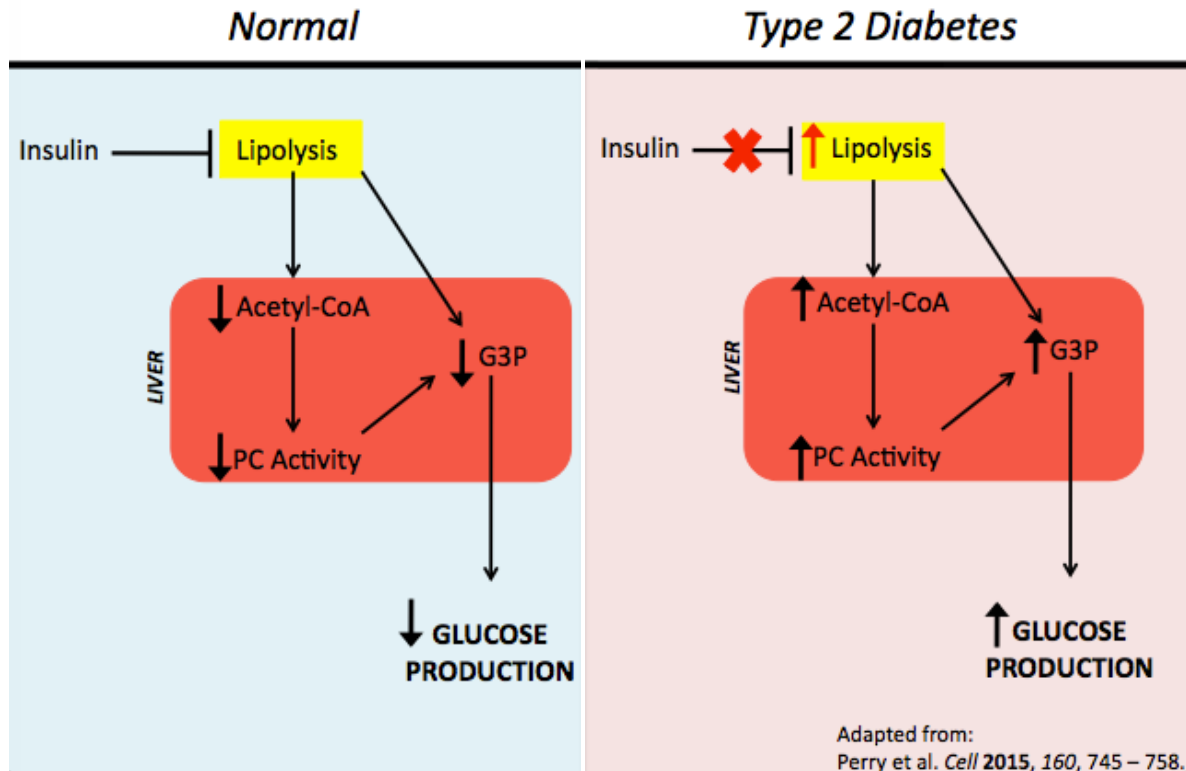 Normal
Insulin
Lipolysis
Acetyl-CoA
G3P
LIVER
PC Activity
GLUCOSE
PRODUCTION
Type 2 Diabetes
Insulin
Lipolysis
Acetyl-CoA
G3P
PC Activity
LIVER
GLUCOSE
PRODUCTION
Adapted from:
Perry et al. Cell 2015, 160, 745 – 758.